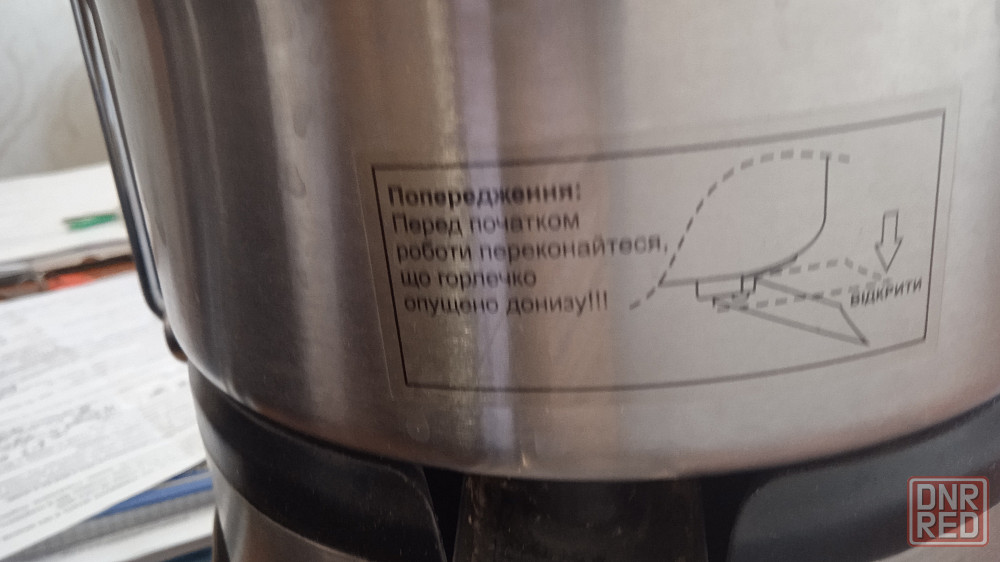 Попередження:
Перед початком
роботи переконайтеся,
що горлечко
опущено донизу!!!
ВІДКРИТИ
DNR
RED